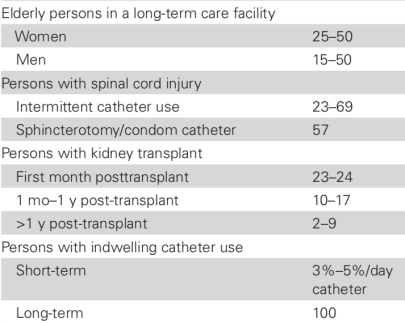 Elderly persons in a long-term care facility
Women 25–50
Men 15–50
Persons with spinal cord injury
Intermittent catheter use 23–69
Sphincterotomy/condom catheter 57
Persons with kidney transplant
First month posttransplant 23–24
1 mo–1 y post-transplant 10–17
>1 y post-transplant 2–9
Persons with indwelling catheter use
Short-term 3%–5%/day
catheter
Long-term 100